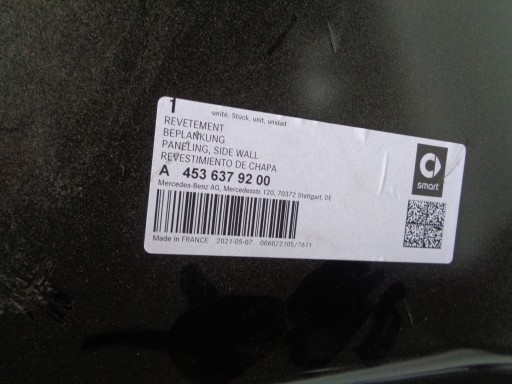 1
unité, Stück, unit, unidad
REVETEMENT
BEPLANKUNG
PANELING, SIDE WALL
REVESTIMIENTO DE CHAPA
A 453 637 92 00
Mercedes-Benz AG, Mercedesstr. 120, 70372 Stuttgart, DE
Made in FRANCE 2021-05-07 0060/2105/7611
smart